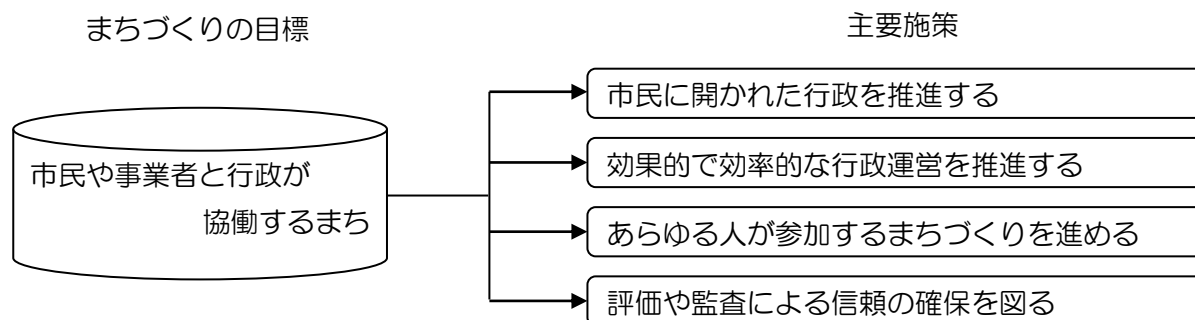 まちづくりの目標
主要施策
市民や事業者と行政が
協働するまち
市民に開かれた行政を推進する
効果的で効率的な行政運営を推進する
あらゆる人が参加するまちづくりを進める
評価や監査による信頼の確保を図る